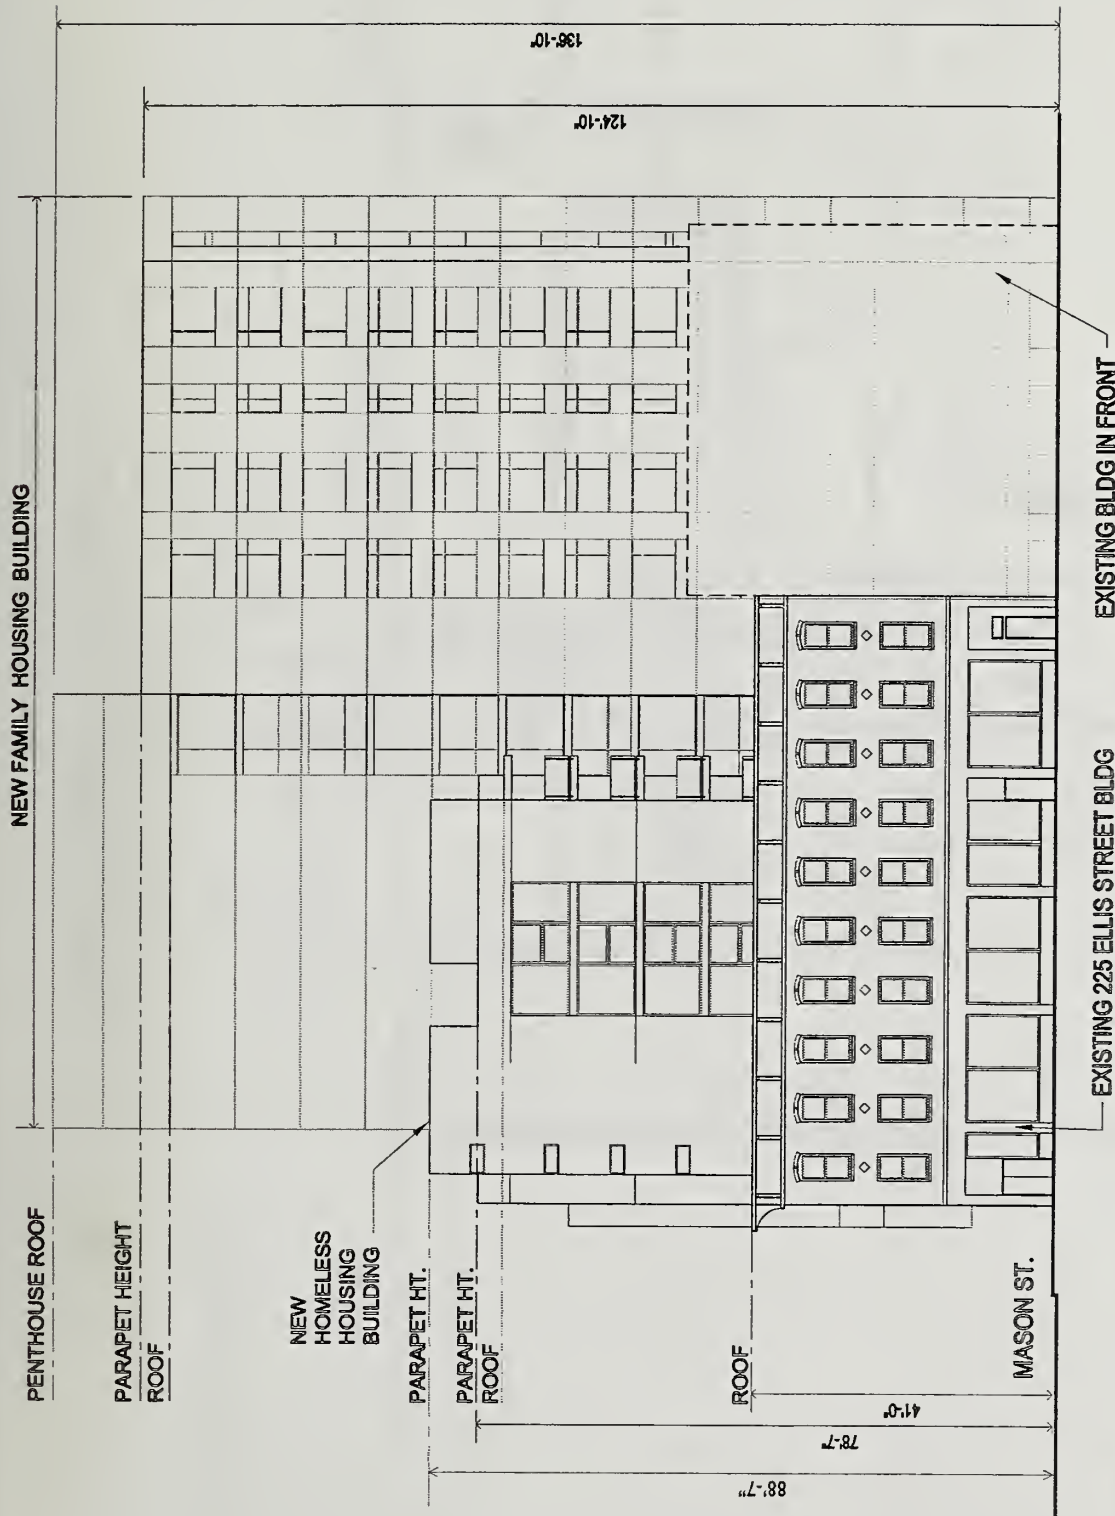 NEW FAMILY HOUSING BUILDING
136'-10"
124'-10"
PENTHOUSE ROOF
PARAPET HEIGHT
ROOF
NEW
HOMELESS
HOUSING
BUILDING
PARAPET HT.
PARAPET HT.
ROOF
ROOF
MASON ST.
41'-0"
78'-7"
88'-7"
EXISTING 225 ELLIS STREET BLDG
EXISTING BLDG IN FRONT